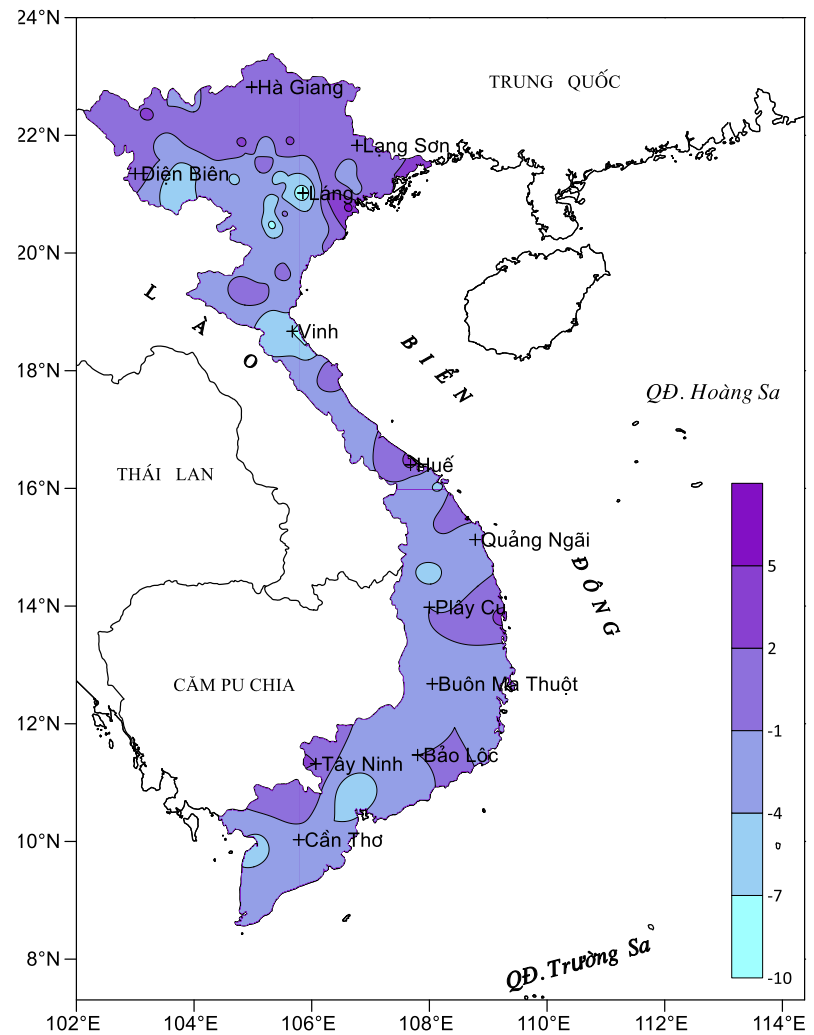 24°N
TRUNG QUỐC
Hà Giang
22°N
Lạng Sơn
Điện Biên
Láng
20°N
LÀO
Vinh
18°N
BIỂN
QĐ. Hoàng Sa
THÁI LAN
Huế
16°N
Quảng Ngãi
ĐÔNG
5
14°N
Plây Cu
2
CĂM PU CHIA
Buôn Ma Thuột
12°N
-1
Bảo Lộc
Tây Ninh
-4
10°N
Cần Thơ
-7
8°N
QĐ. Trường Sa
-10
102°E 104°E 106°E 108°E 110°E 112°E 114°E